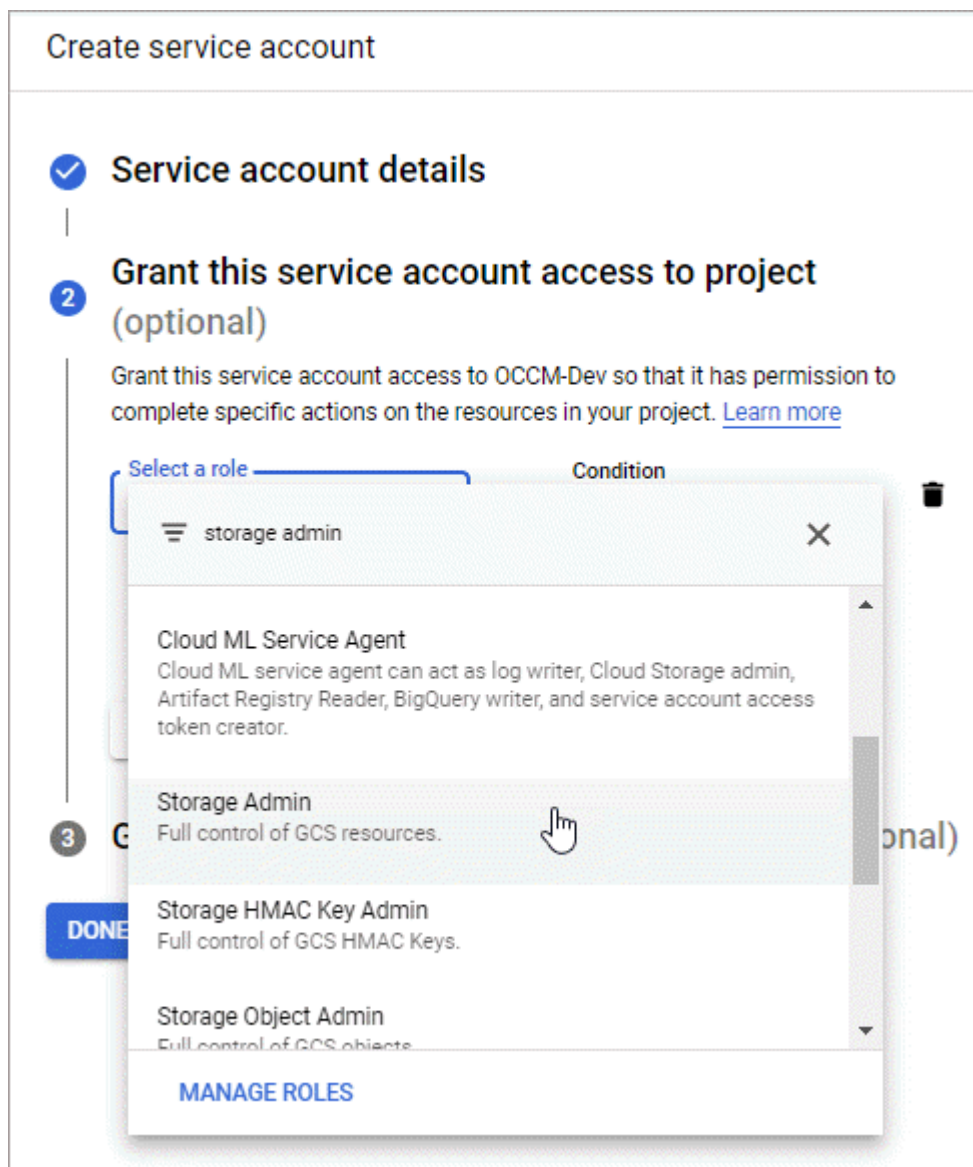 Create service account
Service account details
2
Grant this service account access to project
(optional)
Grant this service account access to OCCM-Dev so that it has permission to
complete specific actions on the resources in your project. Learn more
Select a role
Condition
storage admin
Cloud ML Service Agent
Cloud ML service agent can act as log writer, Cloud Storage admin,
Artifact Registry Reader, BigQuery writer, and service account access
token creator.
Storage Admin
Full control of GCS resources.
3
Storage HMAC Key Admin
Full control of GCS HMAC Keys.
DONE
Storage Object Admin
Full control of GCS objects
MANAGE ROLES